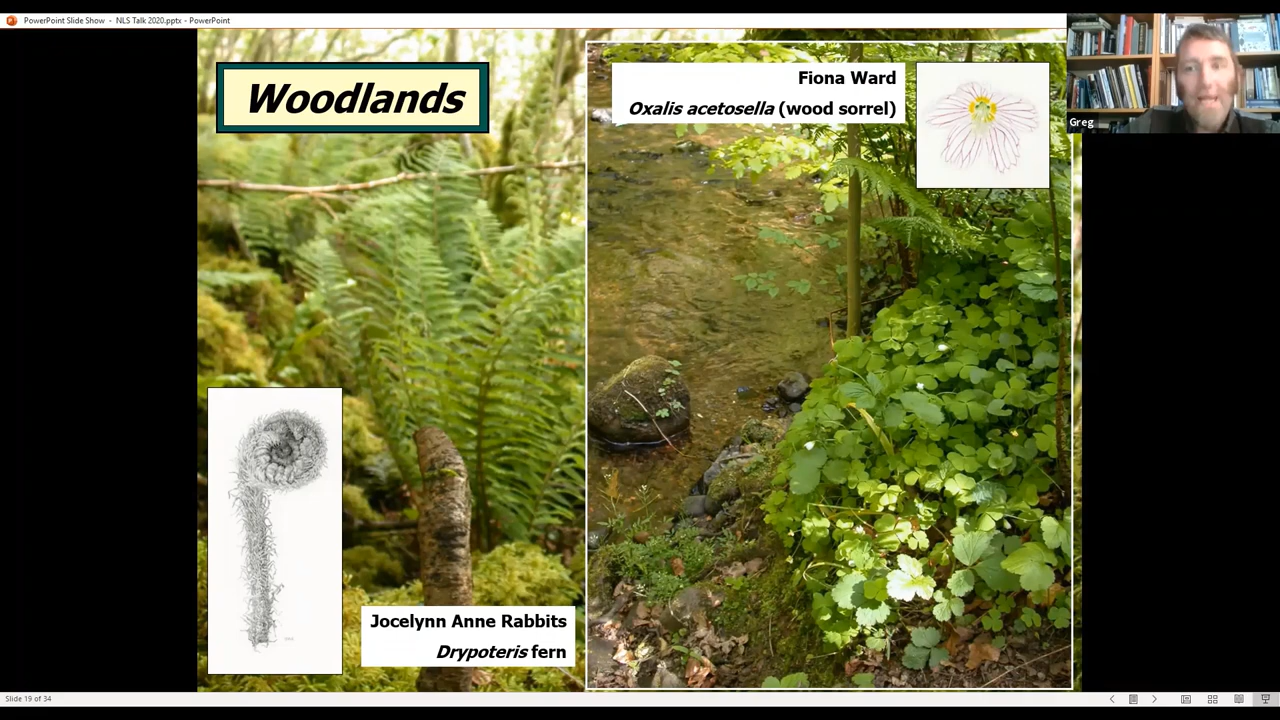 PowerPoint Slide Show - NLS Talk 2020.pptx - PowerPoint
Woodlands
Fiona Ward
Oxalis acetosella (wood sorrel)
Greg
Jocelynn Anne Rabbits
Drypoteris fern
Slide 19 of 34